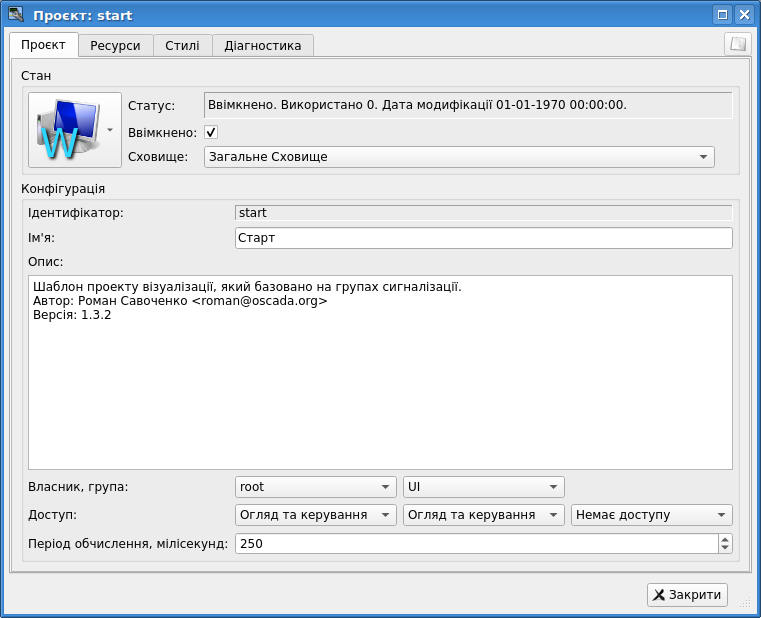 Проєкт: start
Проєкт Ресурси Стилі Діагностика
Стан
W
Статус: Ввімкнено. Використано 0. Дата модифікації 01-01-1970 00:00:00.
Ввімкнено:
Сховище: Загальне Сховище
Конфігурація
Ідентифікатор: start
Ім'я: Старт
Опис:
Шаблон проекту візуалізації, який базовано на групах сигналізації.
Автор: Роман Савоченко <roman@oscada.org>
Версія: 1.3.2
Власник, група: root UI
Доступ: Огляд та керування Огляд та керування Немає доступу
Період обчислення, мілісекунд: 250
Закрити